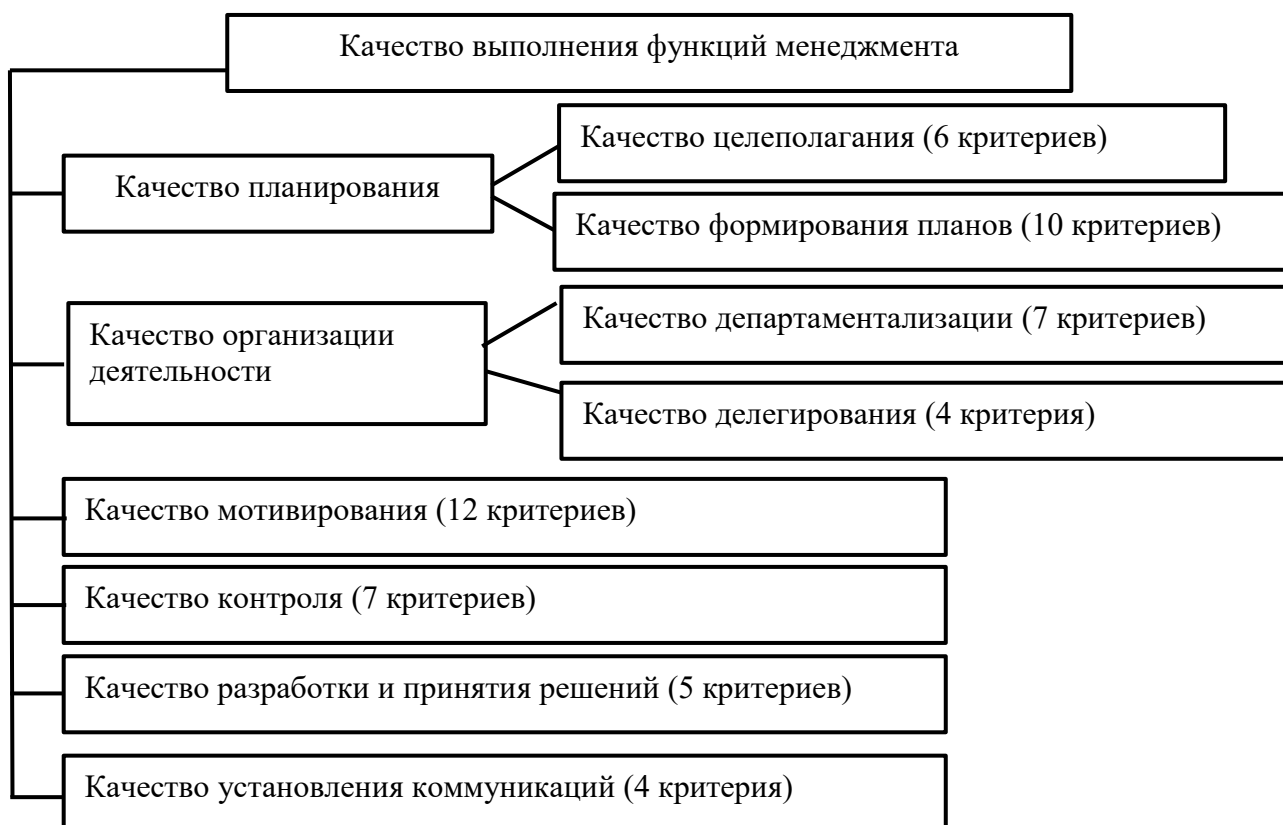 Качество выполнения функций менеджмента
Качество целеполагания (6 критериев)
Качество планирования
Качество формирования планов (10 критериев)
Качество департаментализации (7 критериев)
Качество организации
деятельности
Качество делегирования (4 критерия)
Качество мотивирования (12 критериев)
Качество контроля (7 критериев)
Качество разработки и принятия решений (5 критериев)
Качество установления коммуникаций (4 критерия)